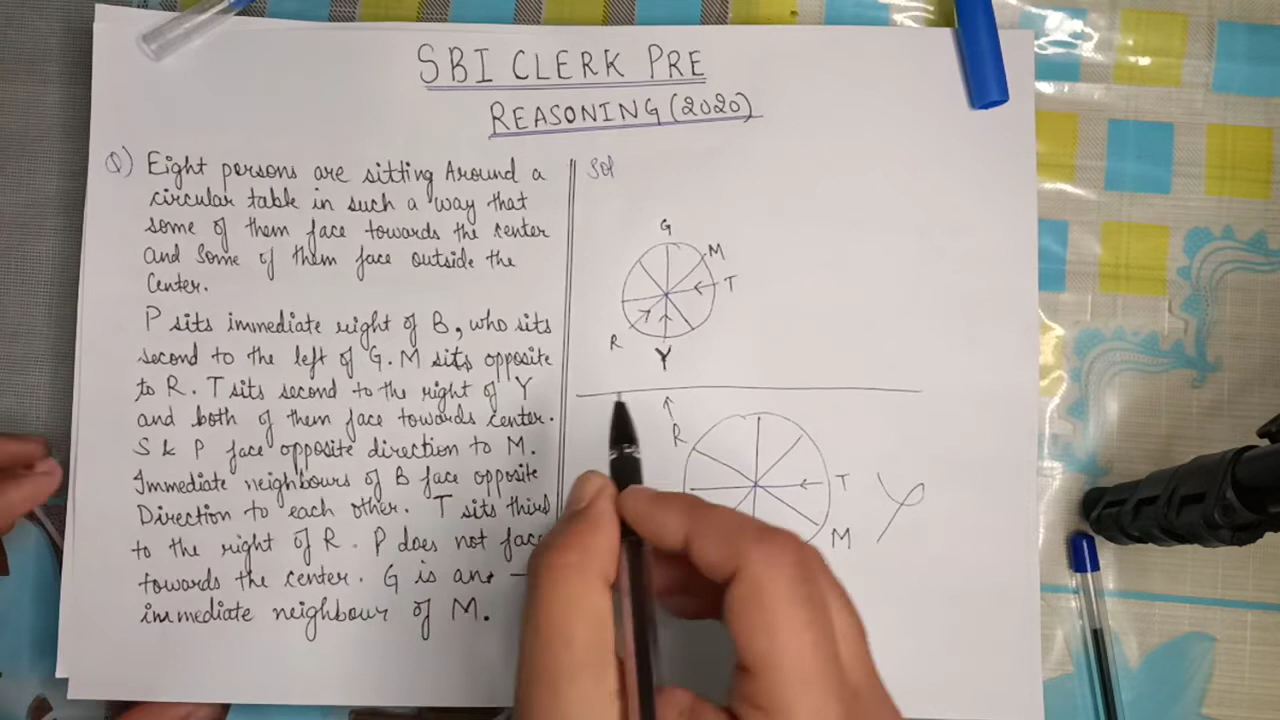 SBI CLERK PRE
REASONING (2020)
Q) Eight persons are sitting Around a
circular table in such a way that
some of them face towards the center
and Some of them face outside the
Center.
P sits immediate right of B, who sits
second to the left of G. M sits opposite
to R. T sits second to the right of Y
and both of them face towards center.
S & P face opposite direction to M.
Immediate neighbours of B face opposite
Direction to each other. T sits third
to the right of R. P does not face
towards the center. G is an
immediate neighbour of M.
Sol
G
M
T
R
Y
R
T
M